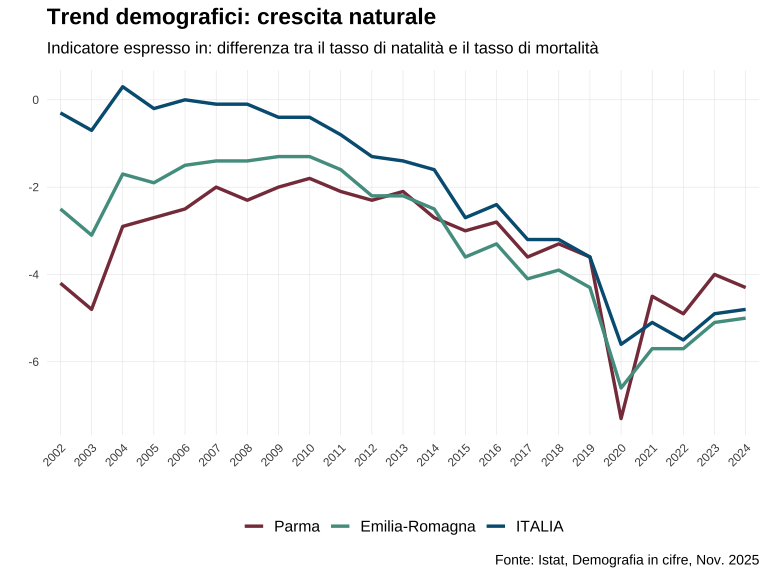 Trend demografici: crescita naturale
Indicatore espresso in: differenza tra il tasso di natalità e il tasso di mortalità
0
-2
-4
-6
2002 2003 2004 2005 2006 2007 2008 2009 2010 2011 2012 2013 2014 2015 2016 2017 2018 2019 2020 2021 2022 2023 2024
Parma Emilia-Romagna ITALIA
Fonte: Istat, Demografia in cifre, Nov. 2025